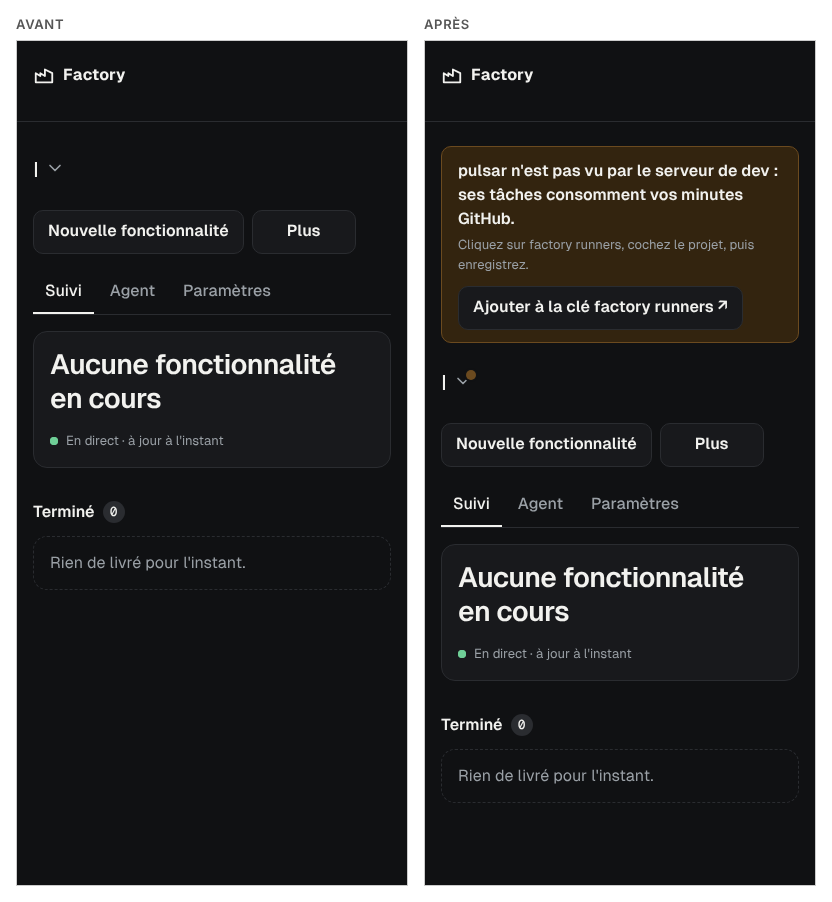 AVANT
Factory
Nouvelle fonctionnalité
Plus
Suivi
Agent
Paramètres
Aucune fonctionnalité
en cours
En direct · à jour à l'instant
Terminé 0
Rien de livré pour l'instant.
APRÈS
Factory
pulsar n'est pas vu par le serveur de dev :
ses tâches consomment vos minutes
GitHub.
Cliquez sur factory runners, cochez le projet, puis
enregistrez.
Ajouter à la clé factory runners ↗
Nouvelle fonctionnalité
Plus
Suivi
Agent
Paramètres
Aucune fonctionnalité
en cours
En direct · à jour à l'instant
Terminé 0
Rien de livré pour l'instant.